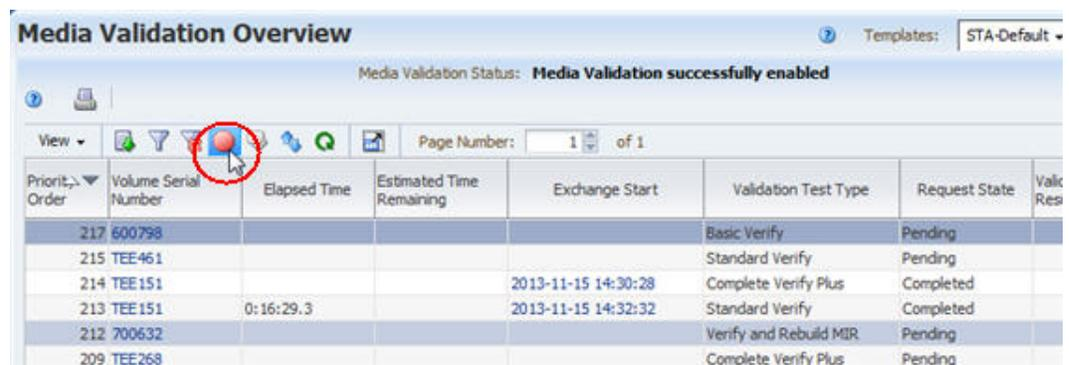 Media Validation Overview
Templates: STA-Default
Media Validation Status: Media Validation successfully enabled
View
Page Number: 1 of 1
Priorit.. Order
Volume Serial Number
Elapsed Time
Estimated Time Remaining
Exchange Start
Validation Test Type
Request State
217 600798 Basic Verify Pending
215 TEE461 Standard Verify Pending
214 TEE151 2013-11-15 14:30:28 Complete Verify Plus Completed
213 TEE151 0:16:29.3 2013-11-15 14:32:32 Standard Verify Completed
212 700632 Verify and Rebuild MIR Pending
209 TEE268 Complete Verify Plus Pending